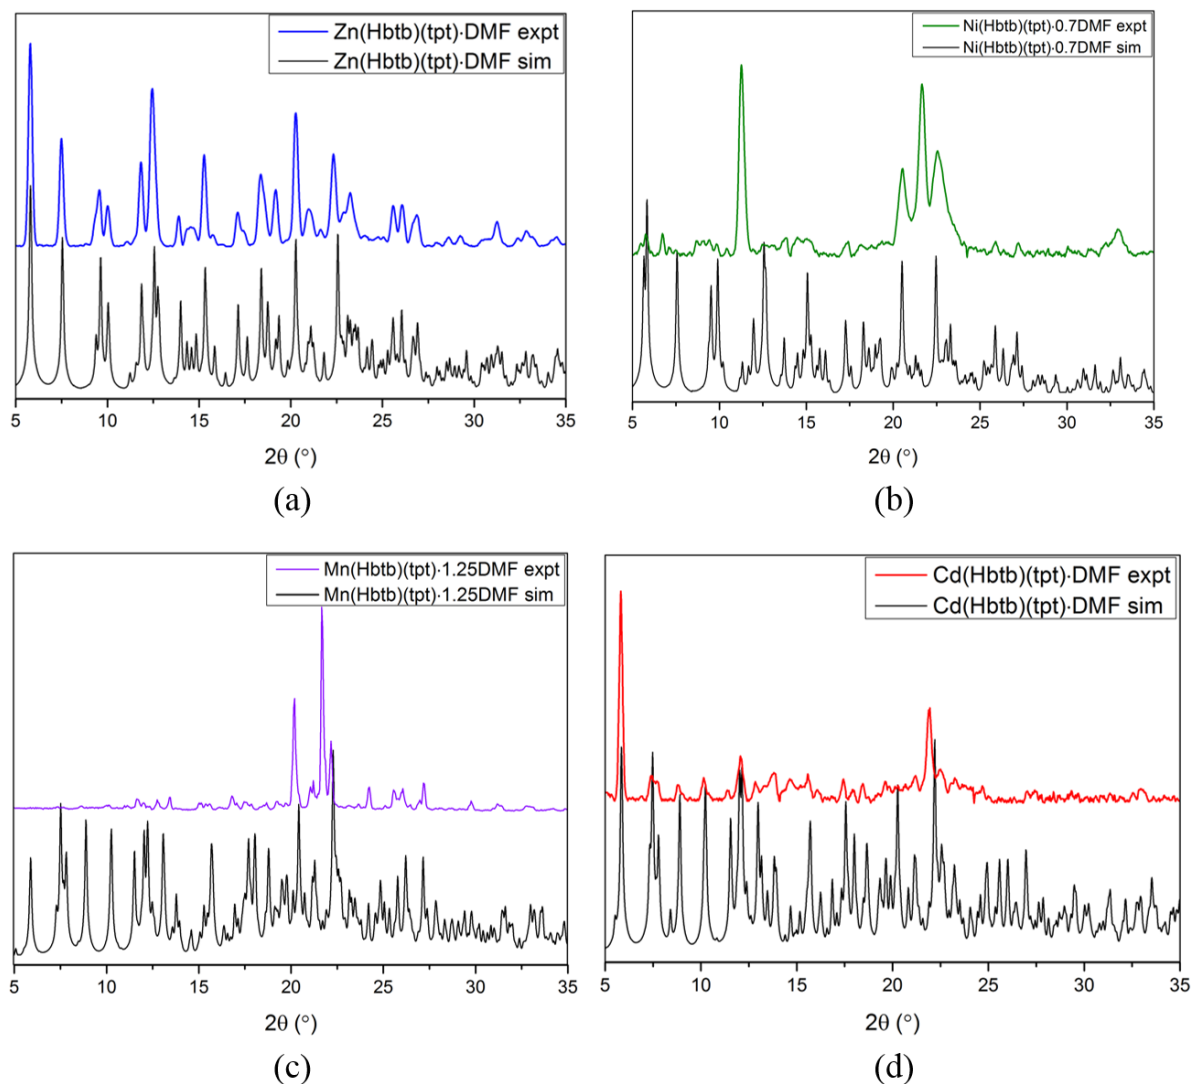 Zn(Hbtb)(tpt)·DMF expt
Zn(Hbtb)(tpt)·DMF sim
5 10 15 20 25 30 35
2θ (°)
(a)
Ni(Hbtb)(tpt)·0.7DMF expt
Ni(Hbtb)(tpt)·0.7DMF sim
5 10 15 20 25 30 35
2θ (°)
(b)
Mn(Hbtb)(tpt)·1.25DMF expt
Mn(Hbtb)(tpt)·1.25DMF sim
5 10 15 20 25 30 35
2θ (°)
(c)
Cd(Hbtb)(tpt)·DMF expt
Cd(Hbtb)(tpt)·DMF sim
5 10 15 20 25 30 35
2θ (°)
(d)